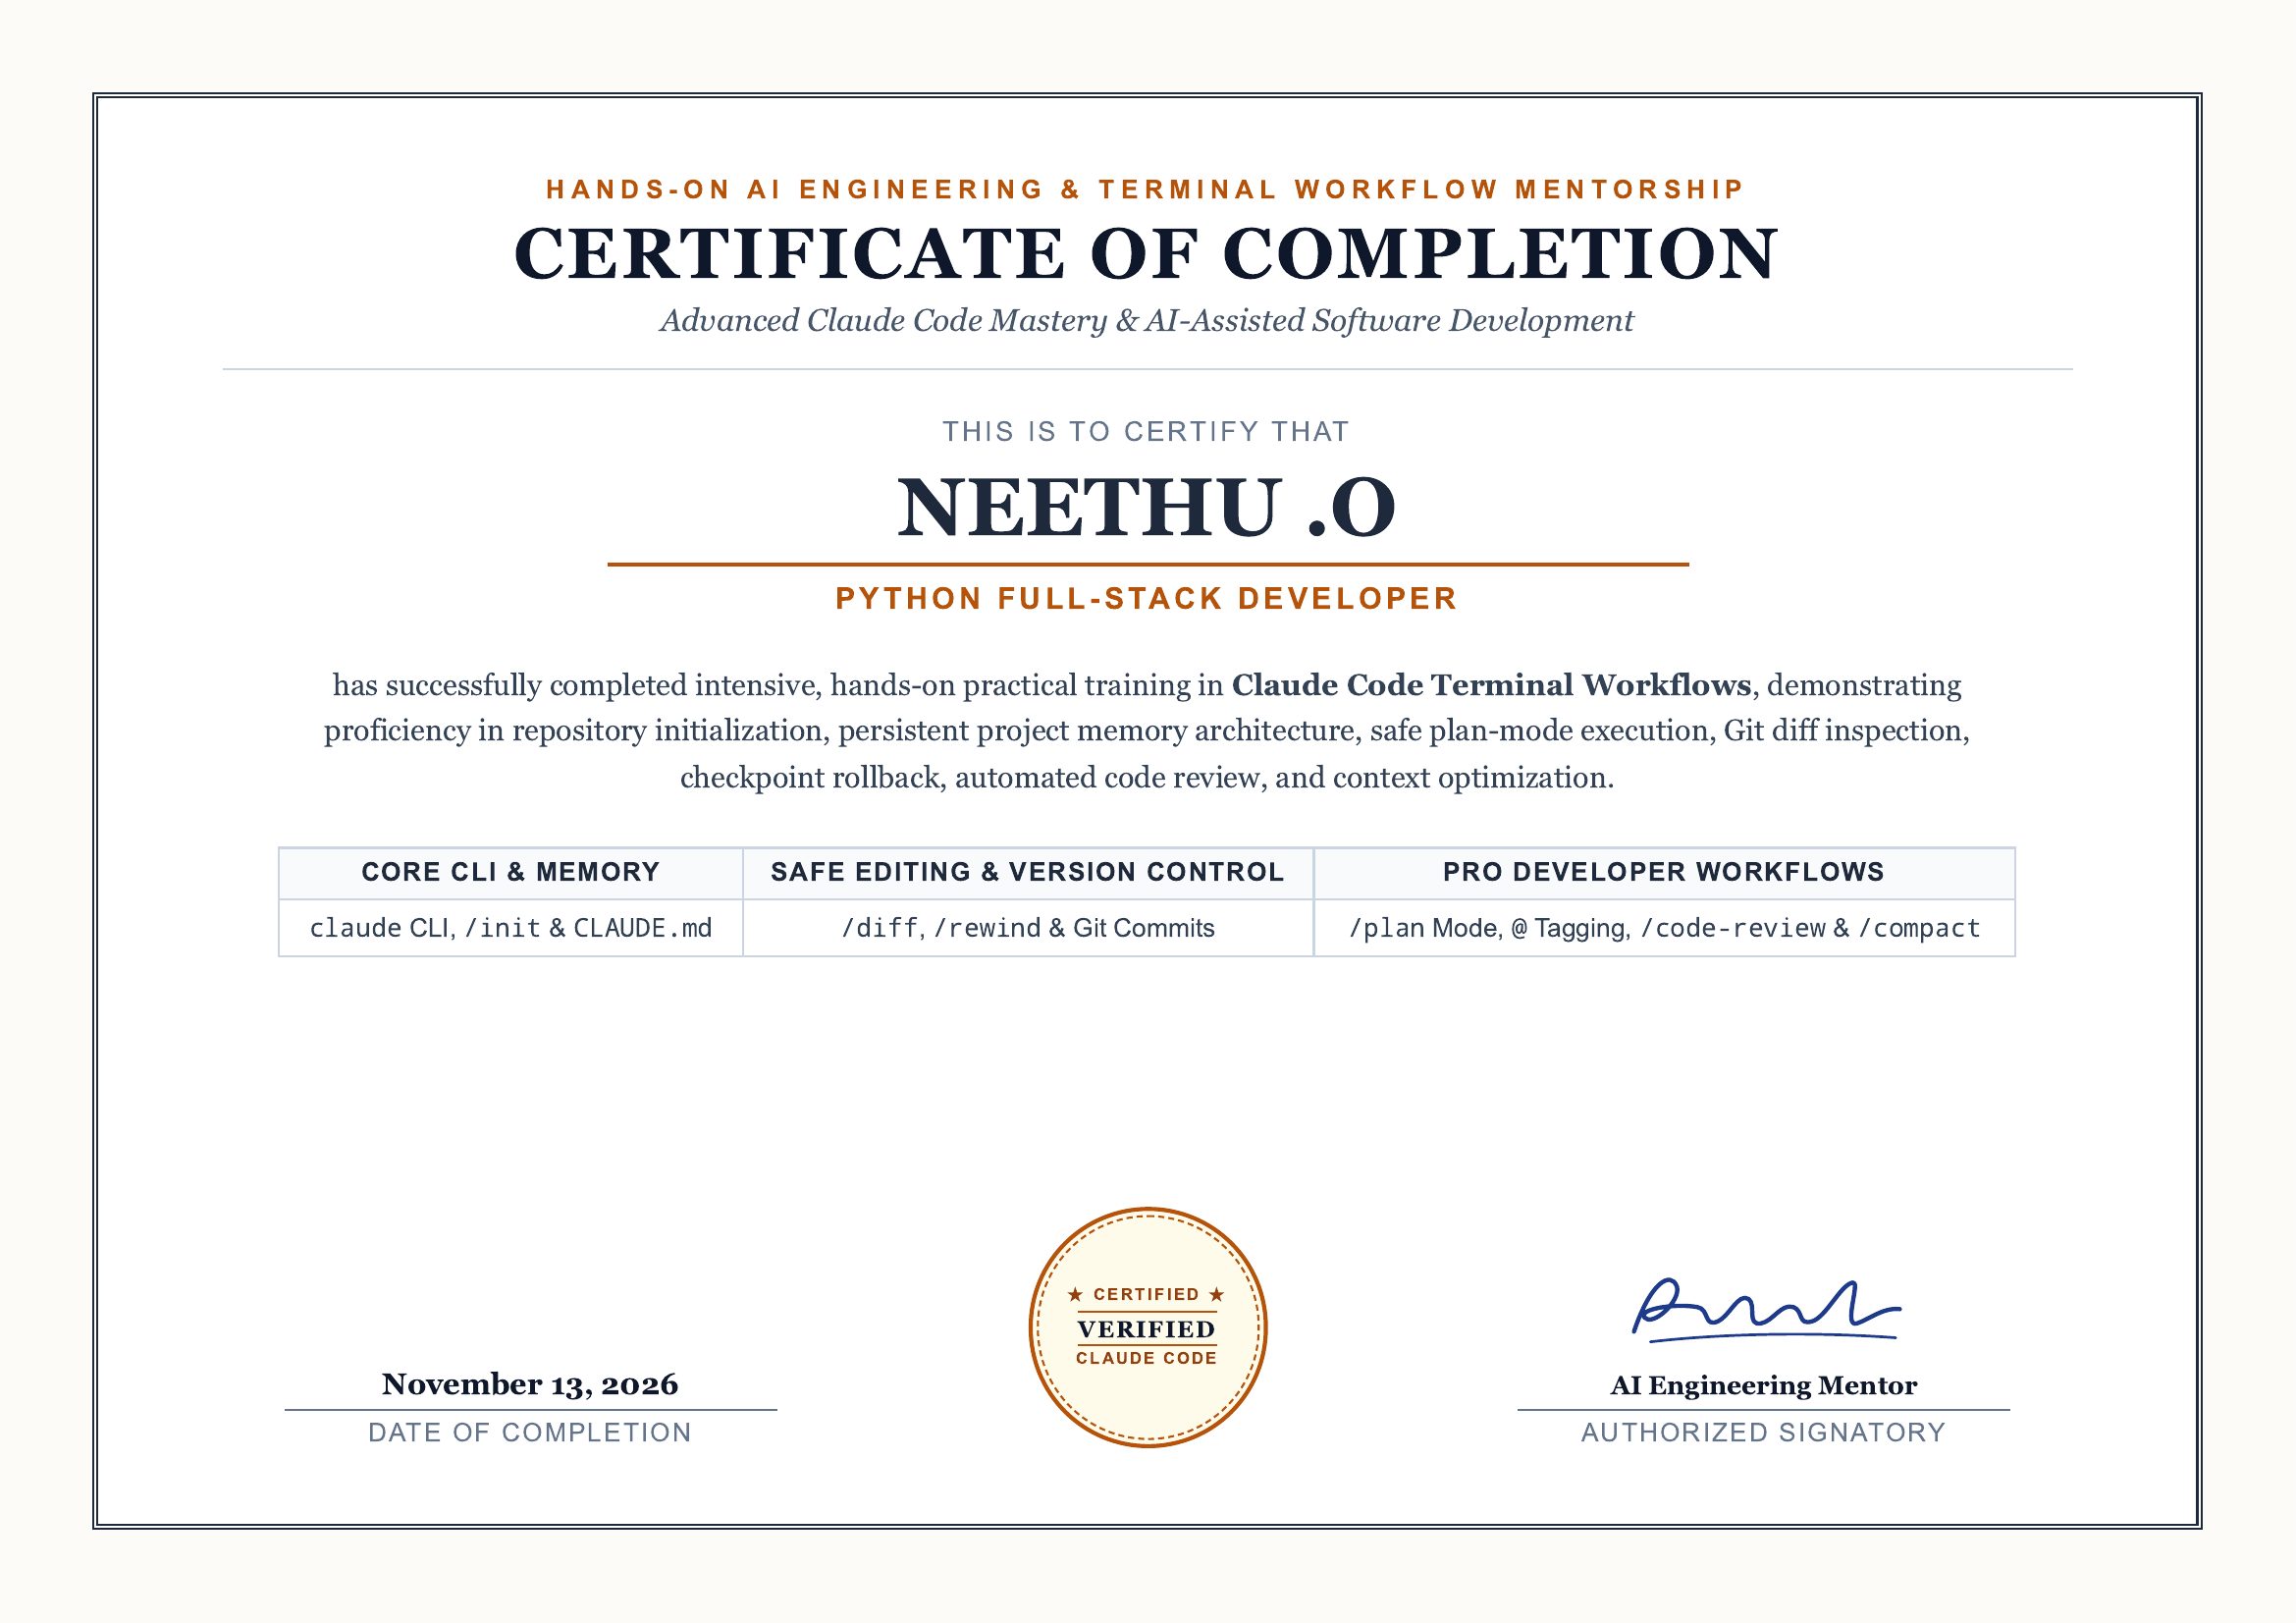 HANDS-ON AI ENGINEERING & TERMINAL WORKFLOW MENTORSHIP
CERTIFICATE OF COMPLETION
Advanced Claude Code Mastery & AI-Assisted Software Development
THIS IS TO CERTIFY THAT
NEETHU .O
PYTHON FULL-STACK DEVELOPER
has successfully completed intensive, hands-on practical training in Claude Code Terminal Workflows, demonstrating
proficiency in repository initialization, persistent project memory architecture, safe plan-mode execution, Git diff inspection,
checkpoint rollback, automated code review, and context optimization.
CORE CLI & MEMORY SAFE EDITING & VERSION CONTROL PRO DEVELOPER WORKFLOWS
claude CLI, /init & CLAUDE.md /diff, /rewind & Git Commits /plan Mode, @ Tagging, /code-review & /compact
★ CERTIFIED ★
VERIFIED
CLAUDE CODE
November 13, 2026
DATE OF COMPLETION
AI Engineering Mentor
AUTHORIZED SIGNATORY